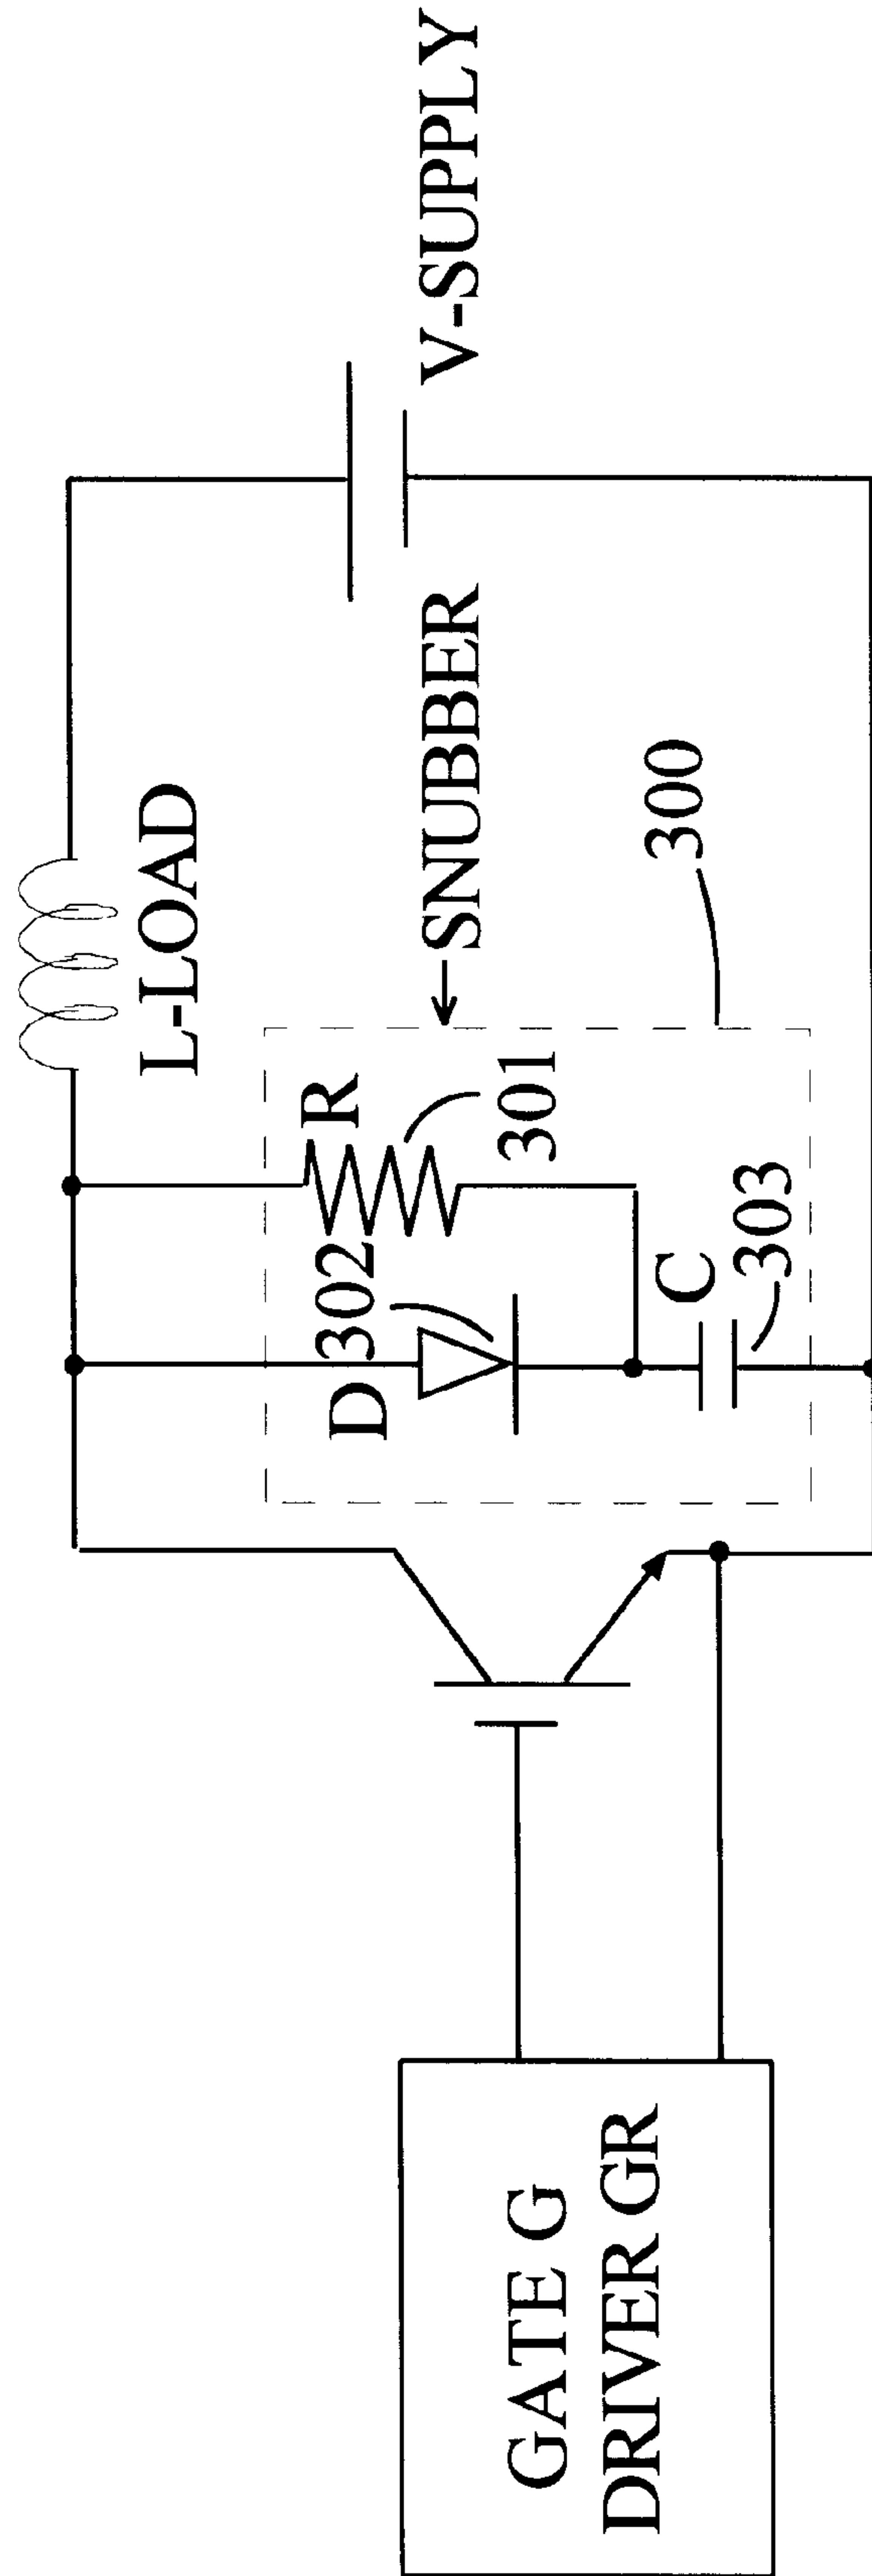 GATE G
DRIVER GR
D
302
R
301
C
303
L-LOAD
SNUBBER
300
V-SUPPLY